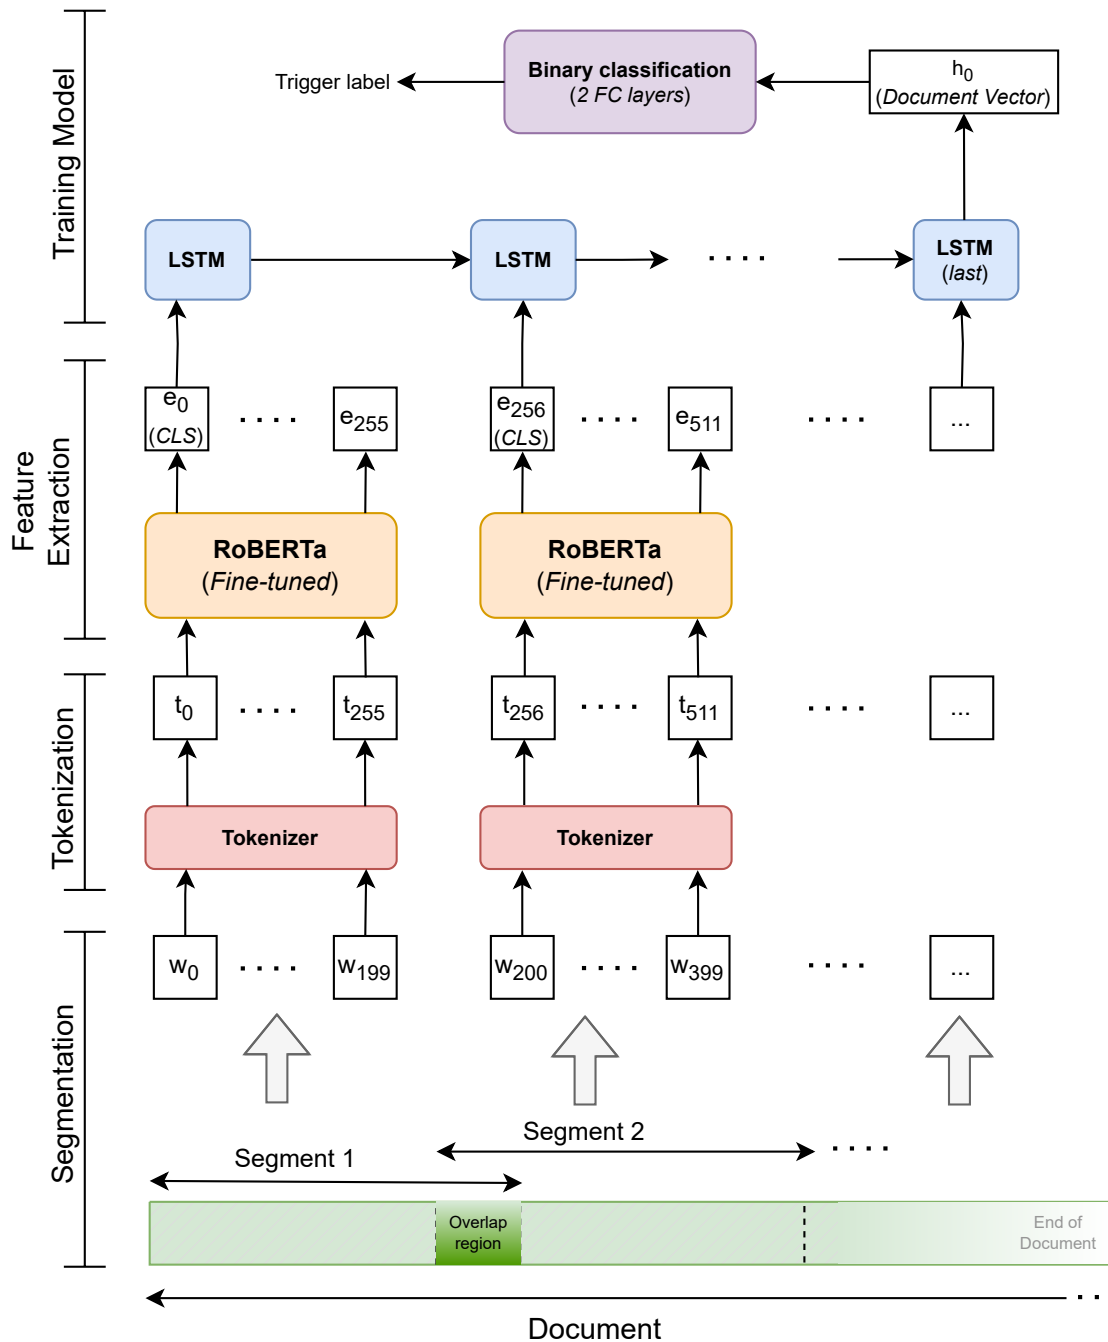 Training Model
Trigger label
Binary classification
(2 FC layers)
h0
(Document Vector)
LSTM
LSTM
. . . .
LSTM
(last)
Feature
Extraction
e0
(CLS)
. . . .
e255
e256
(CLS)
. . . .
e511
. . . .
...
RoBERTa
(Fine-tuned)
RoBERTa
(Fine-tuned)
Tokenization
t0
. . . .
t255
t256
. . . .
t511
. . . .
...
Tokenizer
Tokenizer
Segmentation
w0
. . . .
w199
w200
. . . .
w399
. . . .
...
Segment 1
Segment 2
. . . .
Overlap
region
End of
Document
. .
Document